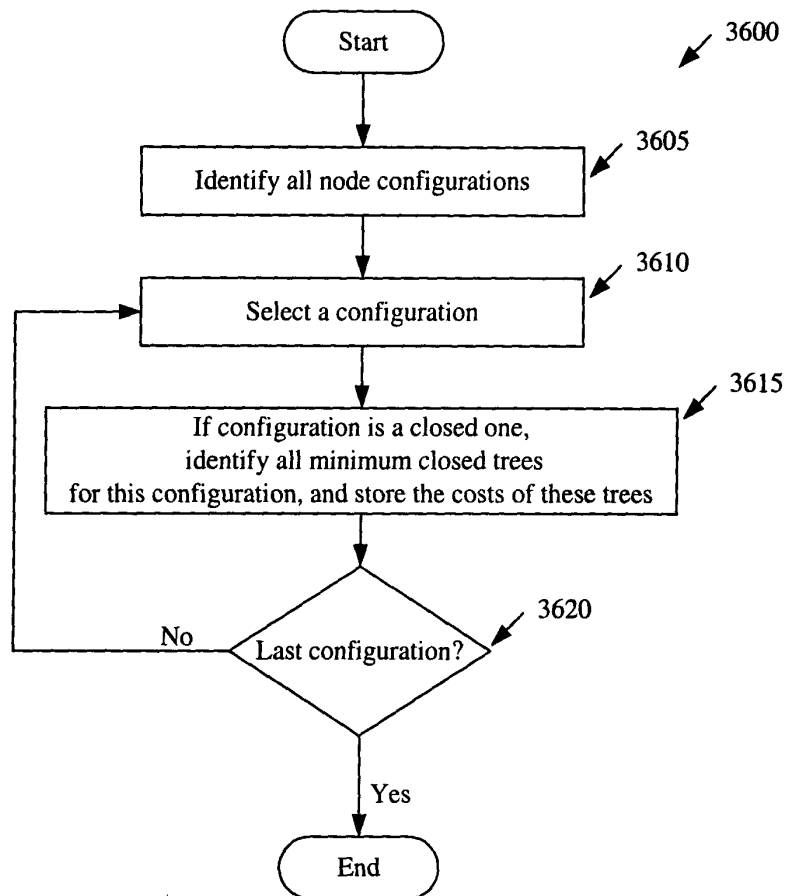 Start
3600
3605
Identify all node configurations
3610
Select a configuration
3615
If configuration is a closed one,
identify all minimum closed trees
for this configuration, and store the costs of these trees
3620
No
Last configuration?
Yes
End